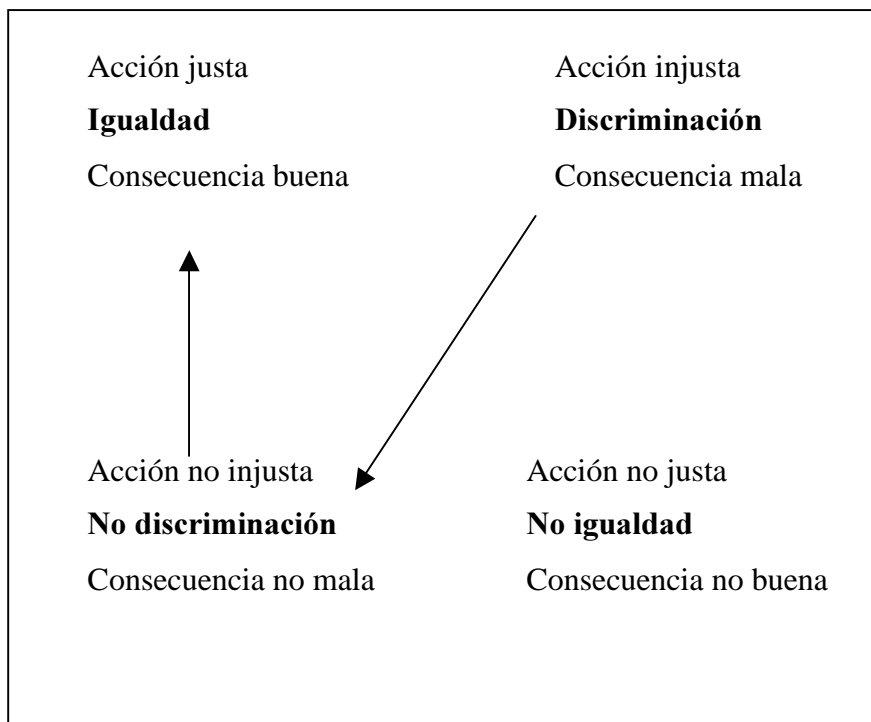 Acción justa
Igualdad
Consecuencia buena
Acción injusta
Discriminación
Consecuencia mala
Acción no injusta
No discriminación
Consecuencia no mala
Acción no justa
No igualdad
Consecuencia no buena